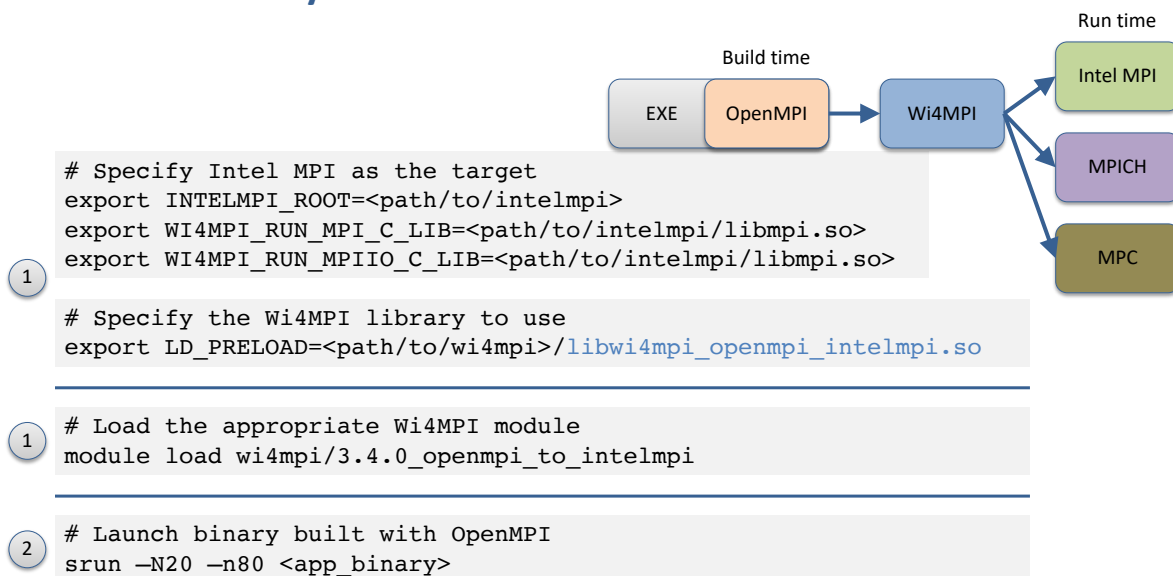 Run time
Build time
EXE
OpenMPI
Wi4MPI
Intel MPI
MPICH
MPC
1
# Specify Intel MPI as the target
export INTELMPI_ROOT=<path/to/intelmpi>
export WI4MPI_RUN_MPI_C_LIB=<path/to/intelmpi/libmpi.so>
export WI4MPI_RUN_MPIIO_C_LIB=<path/to/intelmpi/libmpi.so>
# Specify the Wi4MPI library to use
export LD_PRELOAD=<path/to/wi4mpi>/libwi4mpi_openmpi_intelmpi.so
1
# Load the appropriate Wi4MPI module
module load wi4mpi/3.4.0_openmpi_to_intelmpi
2
# Launch binary built with OpenMPI
srun –N20 –n80 <app_binary>